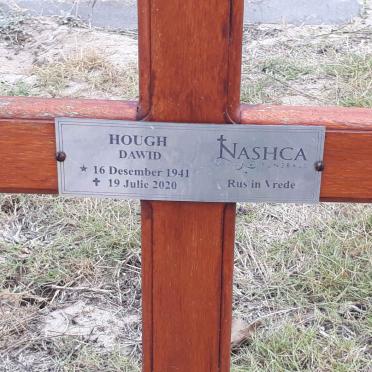 HOUGH
DAWID
* 16 Desember 1941
✝ 19 Julie 2020
NASHCA
Rus in Vrede